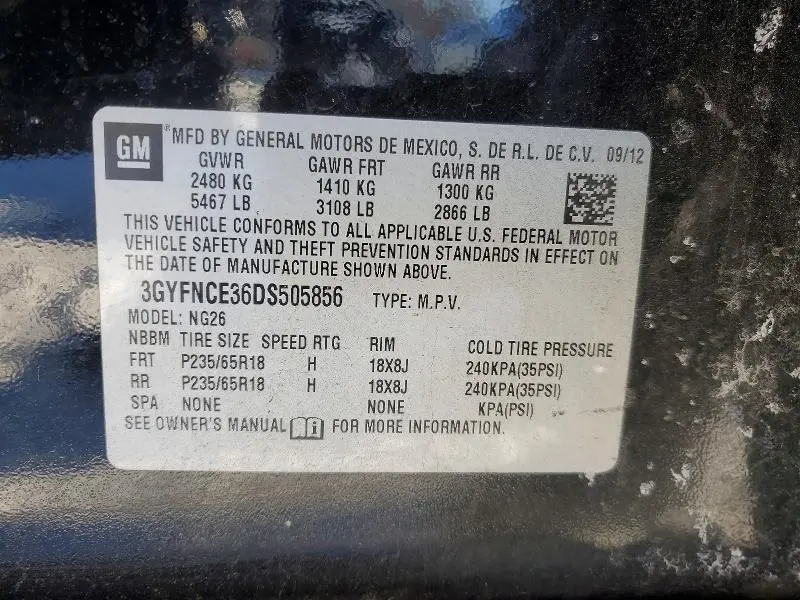 GM ® MFD BY GENERAL MOTORS DE MEXICO, S. DE R.L. DE C.V. 09/12
GVWR GAWR FRT GAWR RR
2480 KG 1410 KG 1300 KG
5467 LB 3108 LB 2866 LB
THIS VEHICLE CONFORMS TO ALL APPLICABLE U.S. FEDERAL MOTOR
VEHICLE SAFETY AND THEFT PREVENTION STANDARDS IN EFFECT ON
THE DATE OF MANUFACTURE SHOWN ABOVE.
3GYFNCE36DS505856 TYPE: M.P.V.
MODEL: NG26
NBBM TIRE SIZE SPEED RTG RIM COLD TIRE PRESSURE
FRT P235/65R18 H 18X8J 240KPA(35PSI)
RR P235/65R18 H 18X8J 240KPA(35PSI)
SPA NONE NONE KPA(PSI)
SEE OWNER'S MANUAL i FOR MORE INFORMATION.